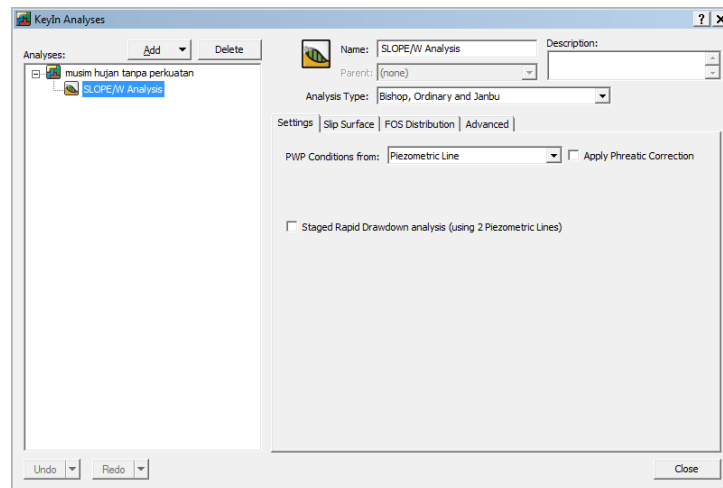 KeyIn Analyses
Analyses:
Add
Delete
musim hujan tanpa perkuatan
SLOPE/W Analysis
Name: SLOPE/W Analysis
Description:
Parent: (none)
Analysis Type: Bishop, Ordinary and Janbu
Settings
Slip Surface
FOS Distribution
Advanced
PWP Conditions from: Piezometric Line
Apply Phreatic Correction
Staged Rapid Drawdown analysis (using 2 Piezometric Lines)
Undo
Redo
Close